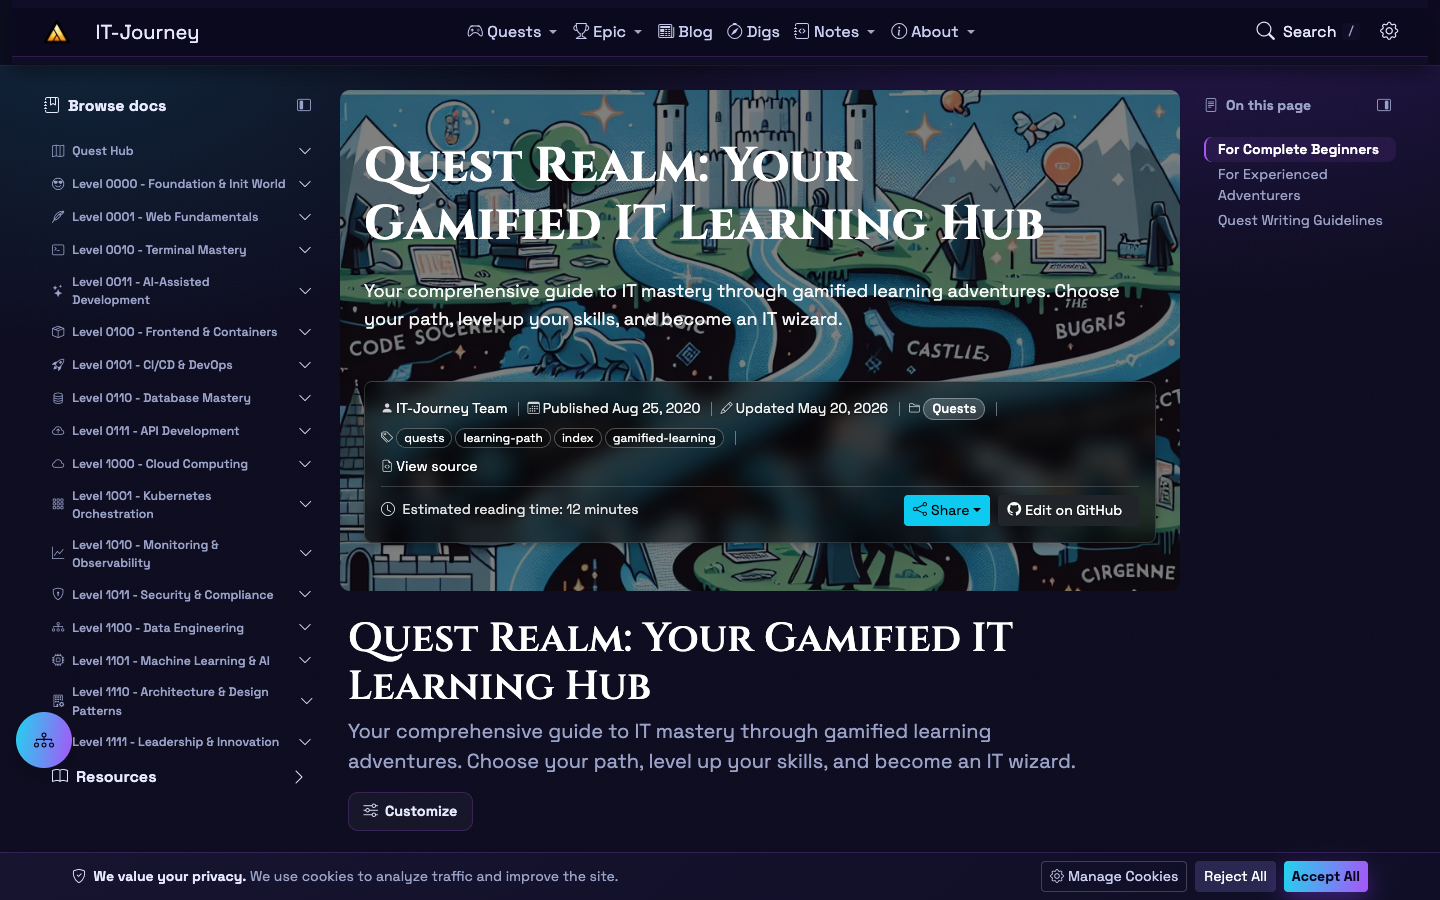 IT-Journey
Quests
Epic
Blog
Digs
Notes
About
Search /
Browse docs
Quest Hub
Level 0000 - Foundation & Init World
Level 0001 - Web Fundamentals
Level 0010 - Terminal Mastery
Level 0011 - AI-Assisted
Development
Level 0100 - Frontend & Containers
Level 0101 - CI/CD & DevOps
Level 0110 - Database Mastery
Level 0111 - API Development
Level 1000 - Cloud Computing
Level 1001 - Kubernetes
Orchestration
Level 1010 - Monitoring &
Observability
Level 1011 - Security & Compliance
Level 1100 - Data Engineering
Level 1101 - Machine Learning & AI
Level 1110 - Architecture & Design
Patterns
Level 1111 - Leadership & Innovation
Resources
Quest Realm: Your
Gamified IT Learning Hub
Your comprehensive guide to IT mastery through gamified learning adventures. Choose
your path, level up your skills, and become an IT wizard.
THE
BUGRIS
CODE SOCERER
MAGIC
CASTLIE
CIRGENNE
IT-Journey Team
Published Aug 25, 2020
Updated May 20, 2026
Quests
quests
learning-path
index
gamified-learning
View source
Estimated reading time: 12 minutes
Share
Edit on GitHub
Quest Realm: Your Gamified IT
Learning Hub
Your comprehensive guide to IT mastery through gamified learning
adventures. Choose your path, level up your skills, and become an IT wizard.
Customize
On this page
For Complete Beginners
For Experienced
Adventurers
Quest Writing Guidelines
We value your privacy. We use cookies to analyze traffic and improve the site.
Manage Cookies
Reject All
Accept All